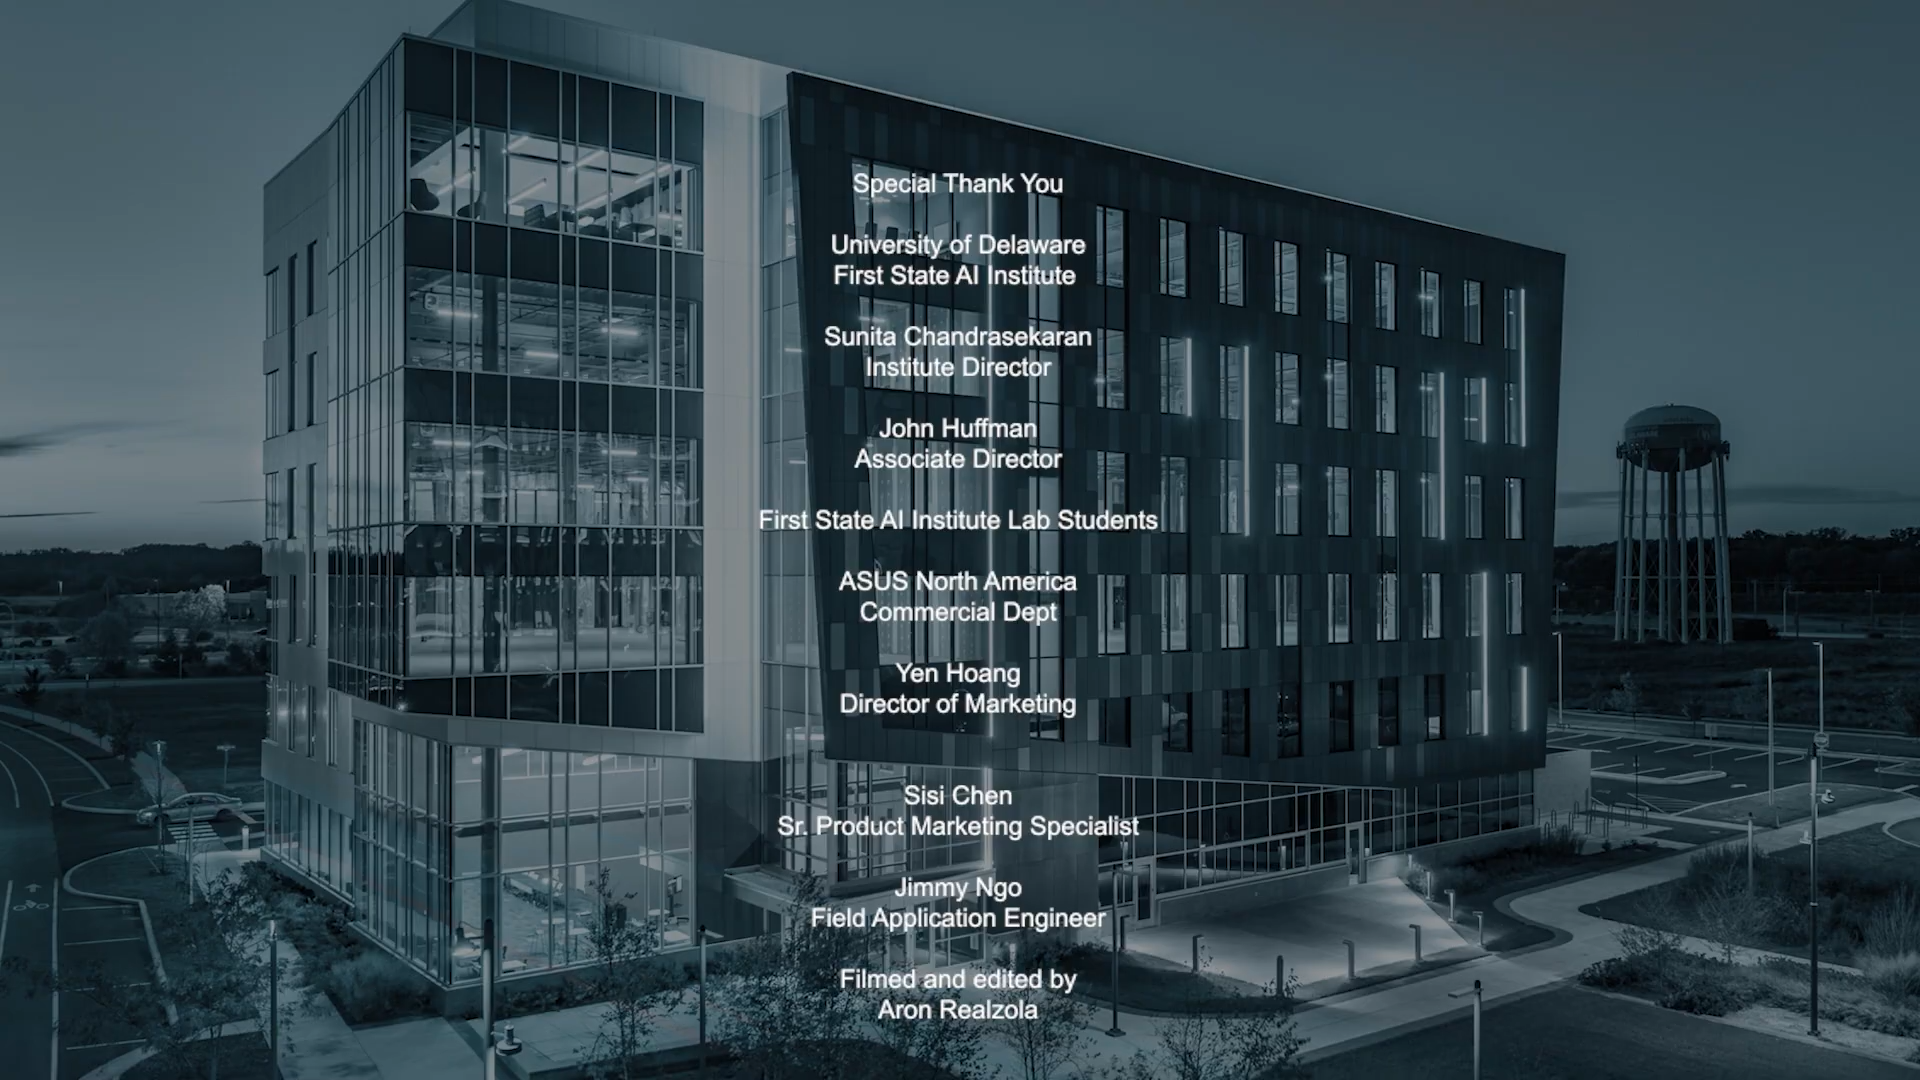 Special Thank You
University of Delaware
First State AI Institute
Sunita Chandrasekaran
Institute Director
John Huffman
Associate Director
First State AI Institute Lab Students
ASUS North America
Commercial Dept
Yen Hoang
Director of Marketing
Sisi Chen
Sr. Product Marketing Specialist
Jimmy Ngo
Field Application Engineer
Filmed and edited by
Aron Realzola